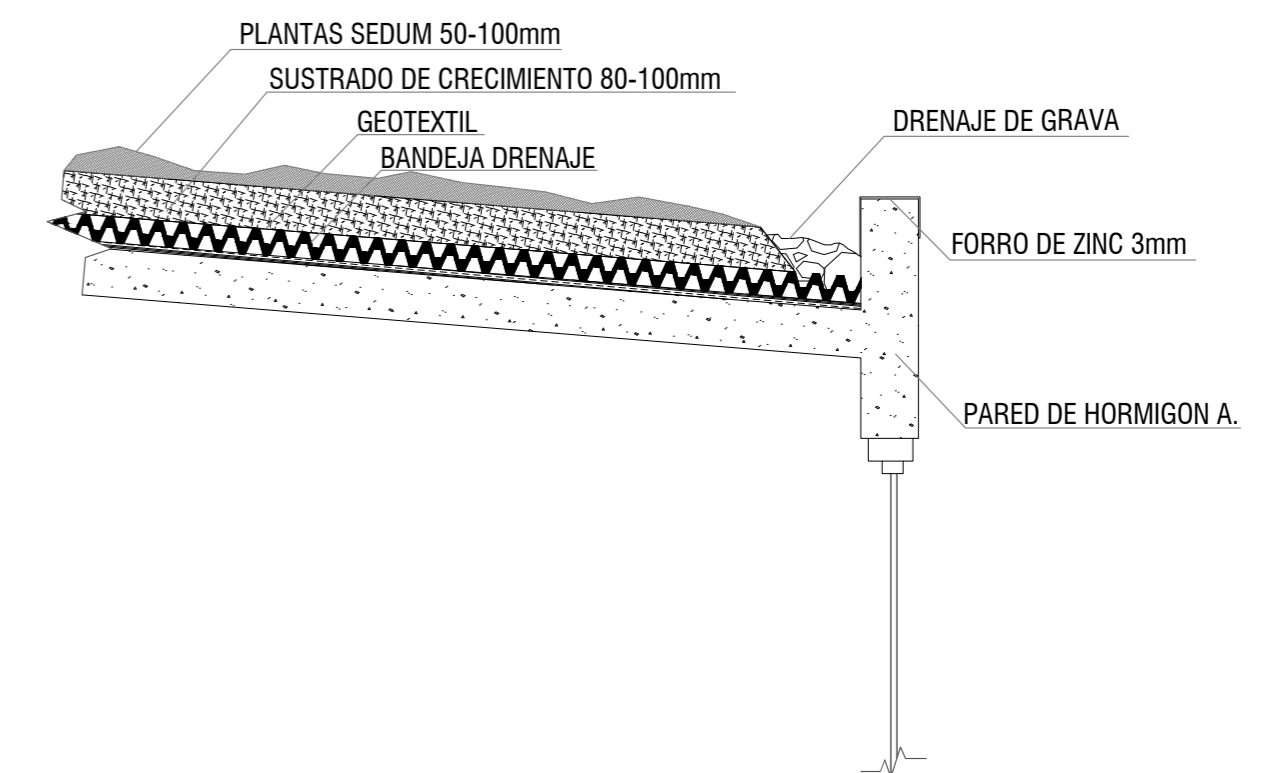 PLANTAS SEDUM 50-100mm
SUSTRADO DE CRECIMIENTO 80-100mm
GEOTEXTIL
BANDEJA DRENAJE
DRENAJE DE GRAVA
FORRO DE ZINC 3mm
PARED DE HORMIGON A.